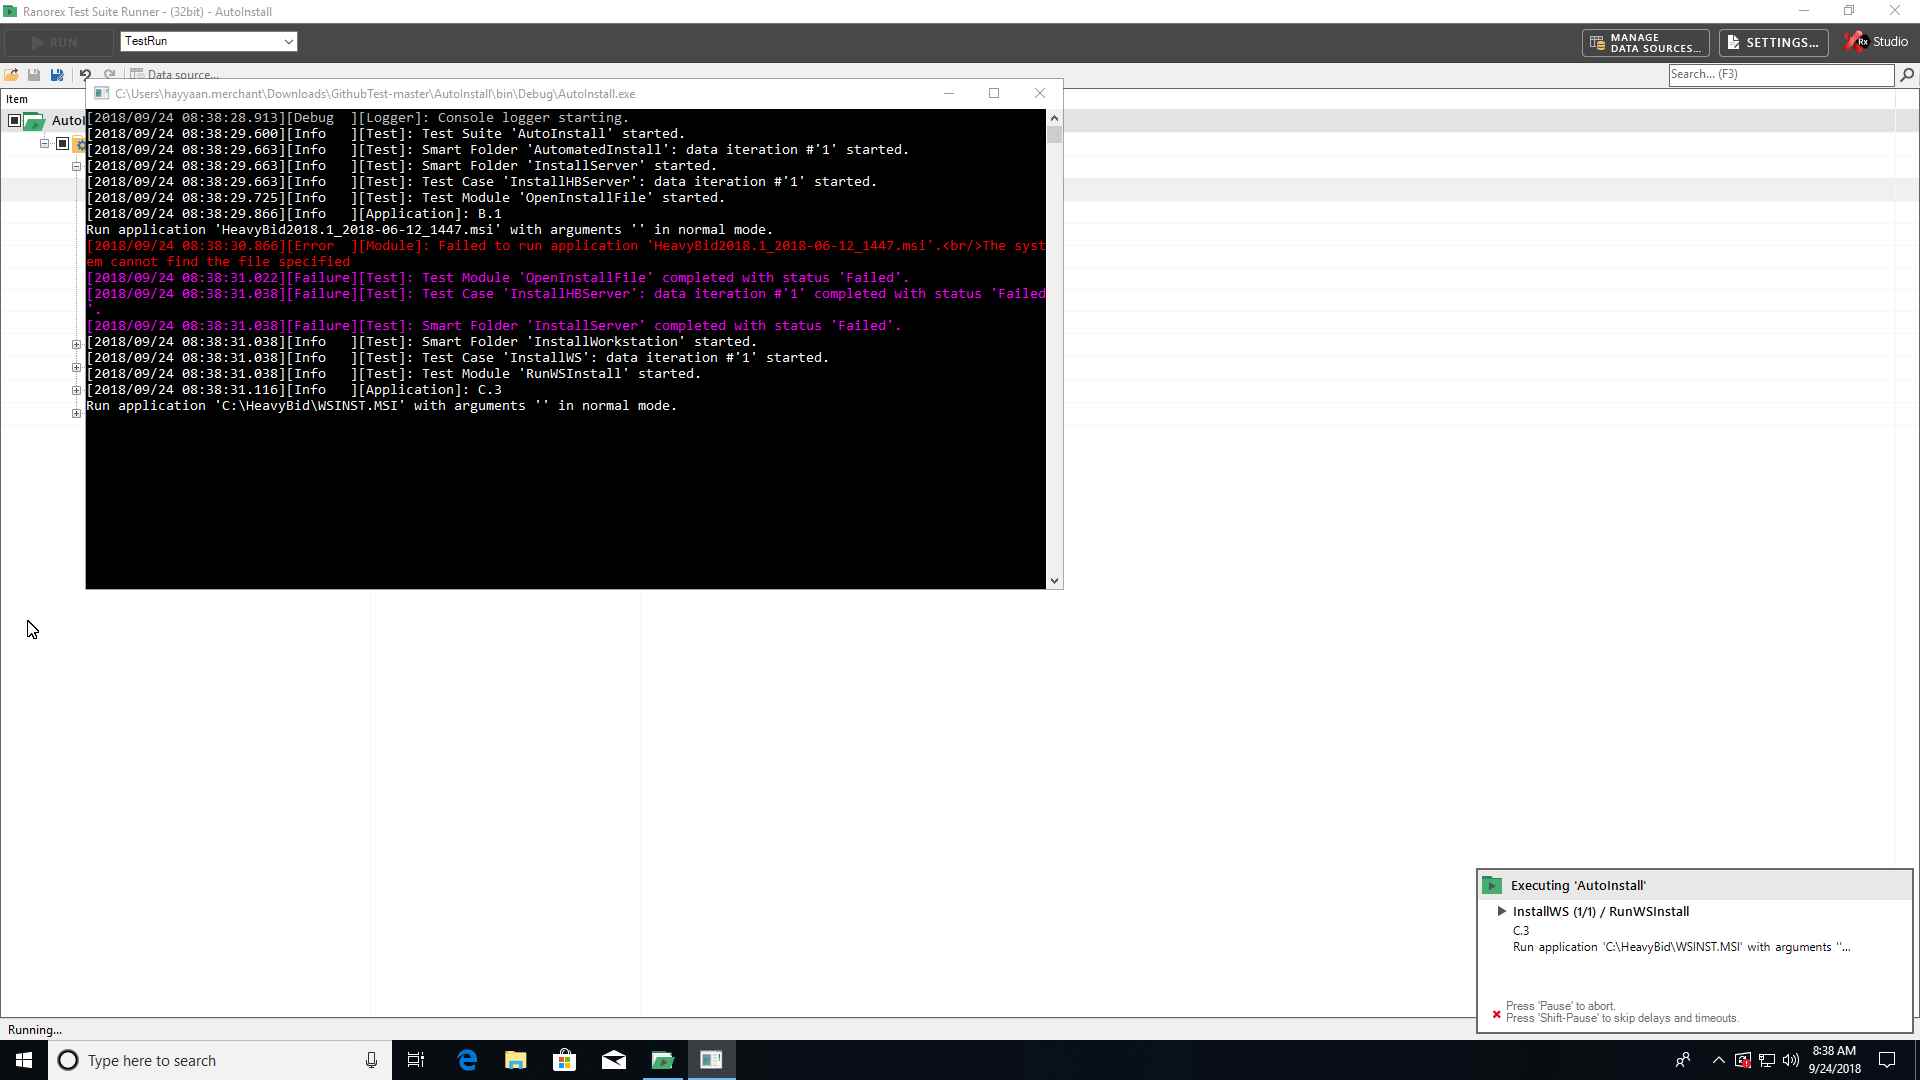 Ranorex Test Suite Runner - (32bit) - AutoInstall
RUN
TestRun
MANAGE
DATA SOURCES...
SETTINGS...
Rx Studio
Data source...
Search... (F3)
Item
C:\Users\hayyaan.merchant\Downloads\GithubTest-master\AutoInstall\bin\Debug\AutoInstall.exe
[2018/09/24 08:38:28.913][Debug  ][Logger]: Console logger starting.
[2018/09/24 08:38:29.600][Info   ][Test]: Test Suite 'AutoInstall' started.
[2018/09/24 08:38:29.663][Info   ][Test]: Smart Folder 'AutomatedInstall': data iteration #'1' started.
[2018/09/24 08:38:29.663][Info   ][Test]: Smart Folder 'InstallServer' started.
[2018/09/24 08:38:29.663][Info   ][Test]: Test Case 'InstallHBServer': data iteration #'1' started.
[2018/09/24 08:38:29.725][Info   ][Test]: Test Module 'OpenInstallFile' started.
[2018/09/24 08:38:29.866][Info   ][Application]: B.1
Run application 'HeavyBid2018.1_2018-06-12_1447.msi' with arguments '' in normal mode.
[2018/09/24 08:38:30.866][Error  ][Module]: Failed to run application 'HeavyBid2018.1_2018-06-12_1447.msi'.<br/>The syst
em cannot find the file specified
[2018/09/24 08:38:31.022][Failure][Test]: Test Module 'OpenInstallFile' completed with status 'Failed'.
[2018/09/24 08:38:31.038][Failure][Test]: Test Case 'InstallHBServer': data iteration #'1' completed with status 'Failed
'.
[2018/09/24 08:38:31.038][Failure][Test]: Smart Folder 'InstallServer' completed with status 'Failed'.
[2018/09/24 08:38:31.038][Info   ][Test]: Smart Folder 'InstallWorkstation' started.
[2018/09/24 08:38:31.038][Info   ][Test]: Test Case 'InstallWS': data iteration #'1' started.
[2018/09/24 08:38:31.038][Info   ][Test]: Test Module 'RunWSInstall' started.
[2018/09/24 08:38:31.116][Info   ][Application]: C.3
Run application 'C:\HeavyBid\WSINST.MSI' with arguments '' in normal mode.
AutoI
Executing 'AutoInstall'
InstallWS (1/1) / RunWSInstall
C.3
Run application 'C:\HeavyBid\WSINST.MSI' with arguments ''...
Press 'Pause' to abort.
Press 'Shift-Pause' to skip delays and timeouts.
Running...
Type here to search
8:38 AM
9/24/2018